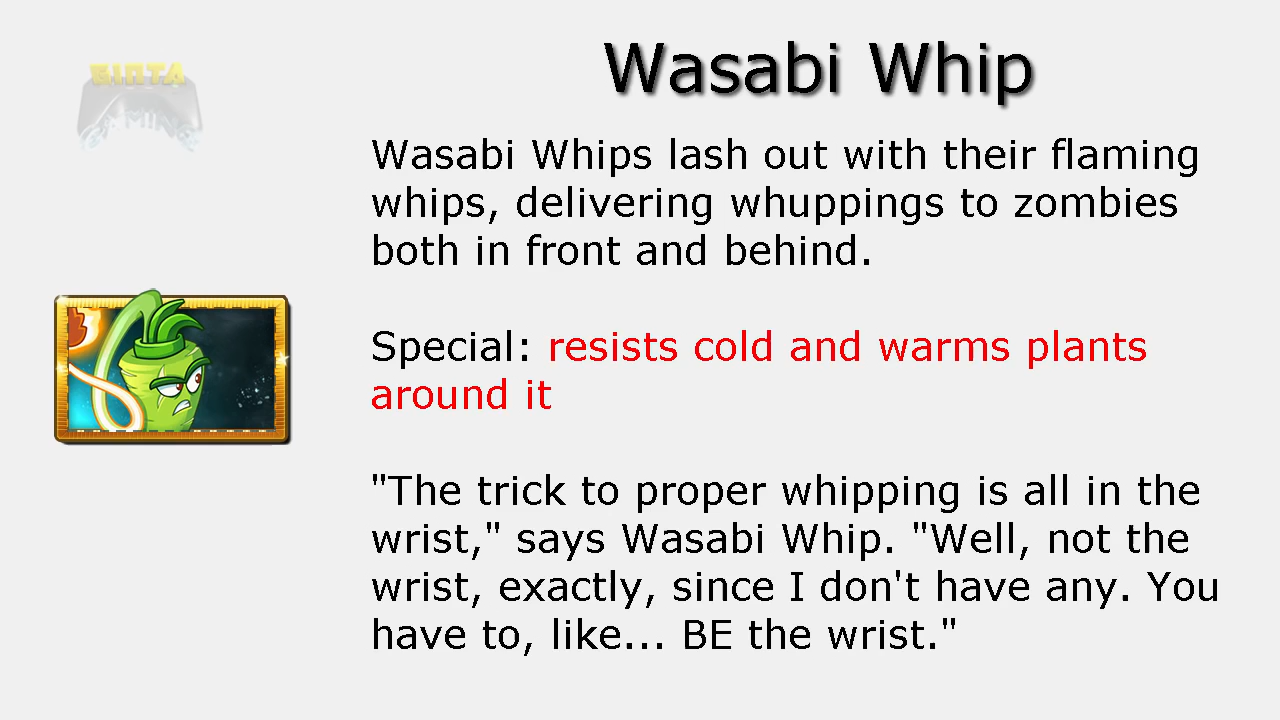 BINTA
Wasabi Whip
Wasabi Whips lash out with their flaming
whips, delivering whuppings to zombies
both in front and behind.
Special: resists cold and warms plants
around it
"The trick to proper whipping is all in the
wrist," says Wasabi Whip. "Well, not the
wrist, exactly, since I don't have any. You
have to, like... BE the wrist."